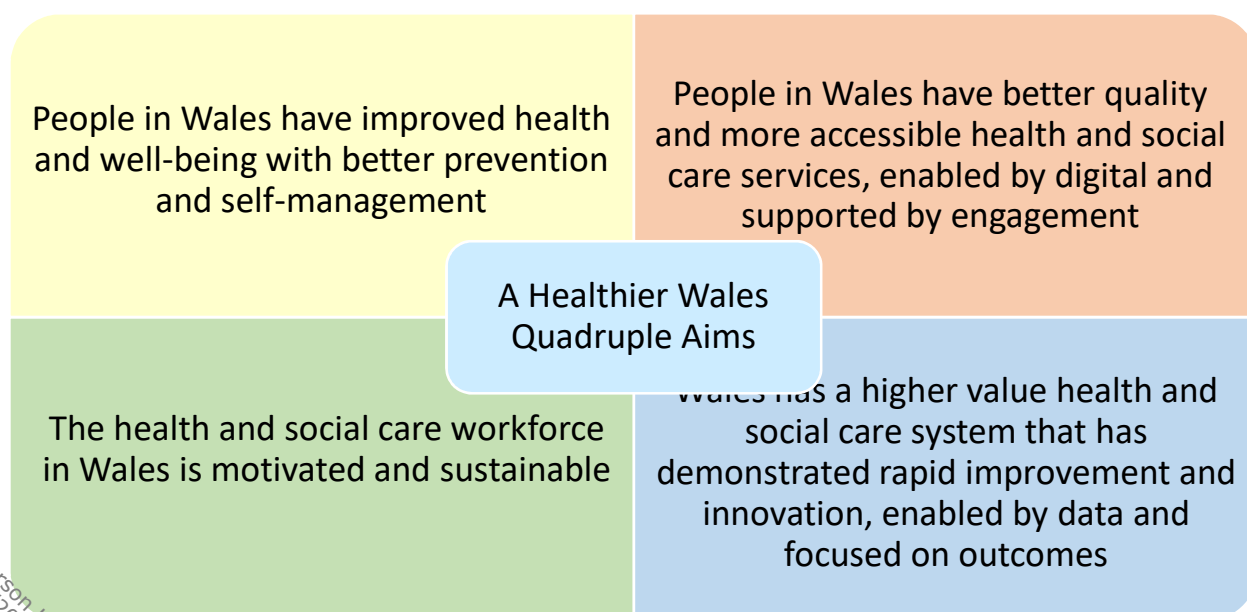 People in Wales have improved health
and well-being with better prevention
and self-management
People in Wales have better quality
and more accessible health and social
care services, enabled by digital and
supported by engagement
A Healthier Wales
Quadruple Aims
The health and social care workforce
in Wales is motivated and sustainable
Wales has a higher value health and
social care system that has
demonstrated rapid improvement and
innovation, enabled by data and
focused on outcomes